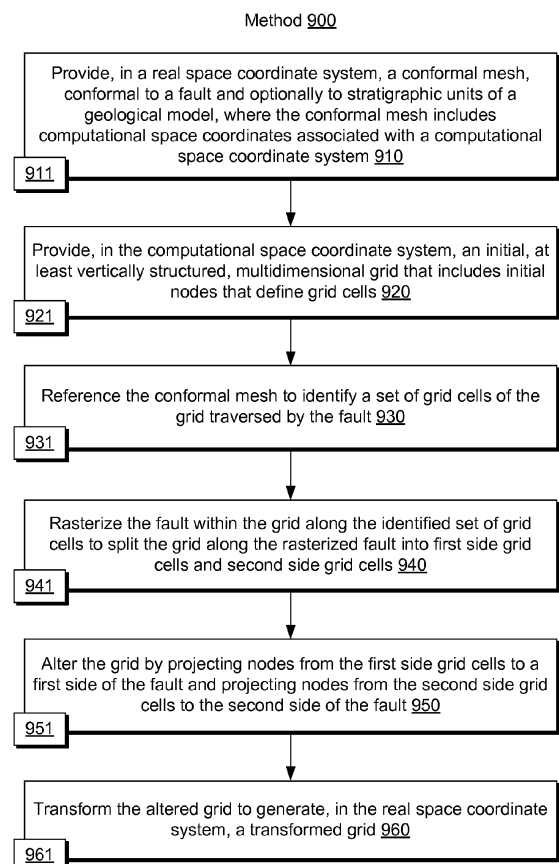 Method 900
Provide, in a real space coordinate system, a conformal mesh,
conformal to a fault and optionally to stratigraphic units of a
geological model, where the conformal mesh includes
computational space coordinates associated with a computational
space coordinate system 910
911
Provide, in the computational space coordinate system, an initial, at
least vertically structured, multidimensional grid that includes initial
nodes that define grid cells 920
921
Reference the conformal mesh to identify a set of grid cells of the
grid traversed by the fault 930
931
Rasterize the fault within the grid along the identified set of grid
cells to split the grid along the rasterized fault into first side grid
cells and second side grid cells 940
941
Alter the grid by projecting nodes from the first side grid cells to a
first side of the fault and projecting nodes from the second side grid
cells to the second side of the fault 950
951
Transform the altered grid to generate, in the real space coordinate
system, a transformed grid 960
961